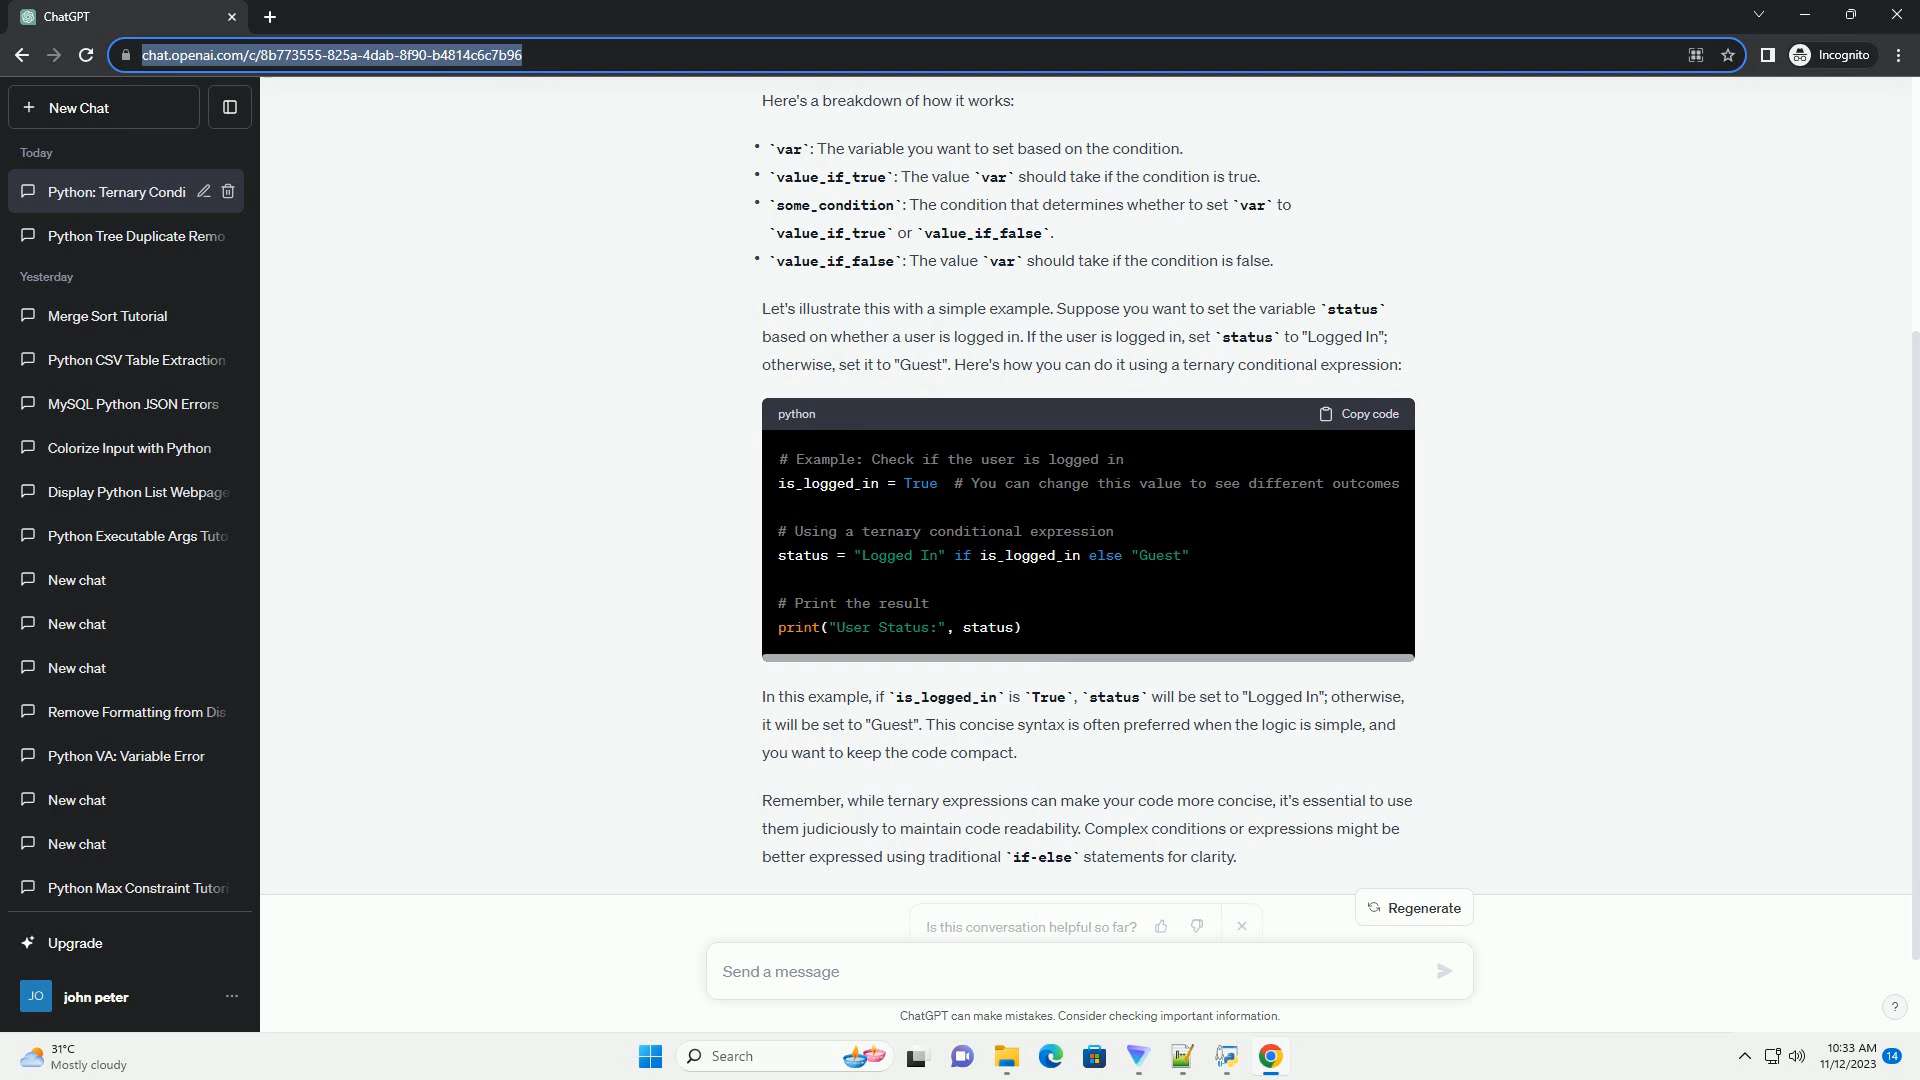 ChatGPT
chat.openai.com/c/8b773555-825a-4dab-8f90-b4814c6c7b96
Incognito
New Chat
Today
Python: Ternary Condi
Python Tree Duplicate Remo
Yesterday
Merge Sort Tutorial
Python CSV Table Extraction
MySQL Python JSON Errors
Colorize Input with Python
Display Python List Webpage
Python Executable Args Tuto
New chat
New chat
New chat
Remove Formatting from Dis
Python VA: Variable Error
New chat
New chat
Python Max Constraint Tutori
Upgrade
JO john peter
Here's a breakdown of how it works:
• `var`: The variable you want to set based on the condition.
• `value_if_true`: The value `var` should take if the condition is true.
• `some_condition`: The condition that determines whether to set `var` to
`value_if_true` or `value_if_false`.
• `value_if_false`: The value `var` should take if the condition is false.
Let's illustrate this with a simple example. Suppose you want to set the variable `status`
based on whether a user is logged in. If the user is logged in, set `status` to "Logged In";
otherwise, set it to "Guest". Here's how you can do it using a ternary conditional expression:
python Copy code
# Example: Check if the user is logged in
is_logged_in = True # You can change this value to see different outcomes
# Using a ternary conditional expression
status = "Logged In" if is_logged_in else "Guest"
# Print the result
print("User Status:", status)
In this example, if `is_logged_in` is `True`, `status` will be set to "Logged In"; otherwise,
it will be set to "Guest". This concise syntax is often preferred when the logic is simple, and
you want to keep the code compact.
Remember, while ternary expressions can make your code more concise, it's essential to use
them judiciously to maintain code readability. Complex conditions or expressions might be
better expressed using traditional `if-else` statements for clarity.
Regenerate
Is this conversation helpful so far?
Send a message
ChatGPT can make mistakes. Consider checking important information.
?
31°C
Mostly cloudy
Search
10:33 AM
11/12/2023
14